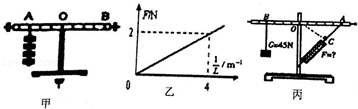 A O B
甲
F/N
2
0
4
1/l /m⁻¹
乙
B O A
C
G=45N
F=?
丙